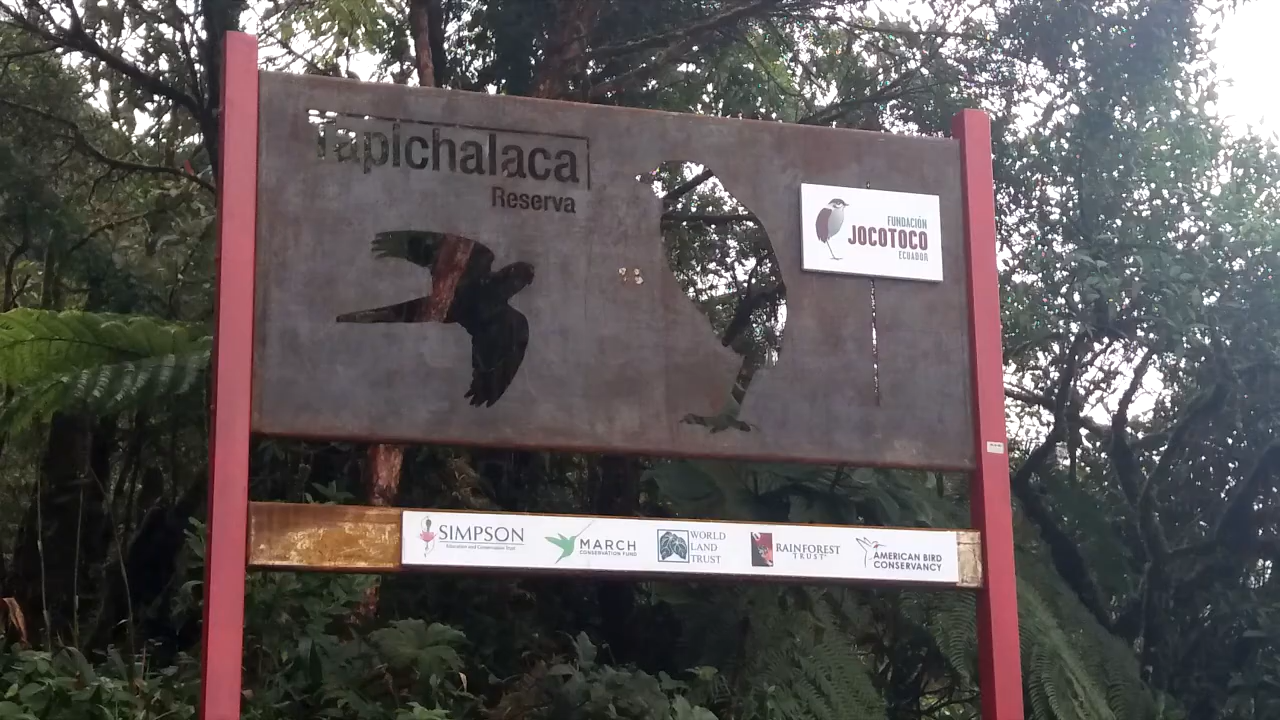 Tapichalaca
Reserva
FUNDACIÓN
JOCOTOCO
ECUADOR
SIMPSON
Education and Conservation Trust
MARCH
CONSERVATION FUND
WORLD
LAND
TRUST
RAINFOREST
TRUST
AMERICAN BIRD
CONSERVANCY